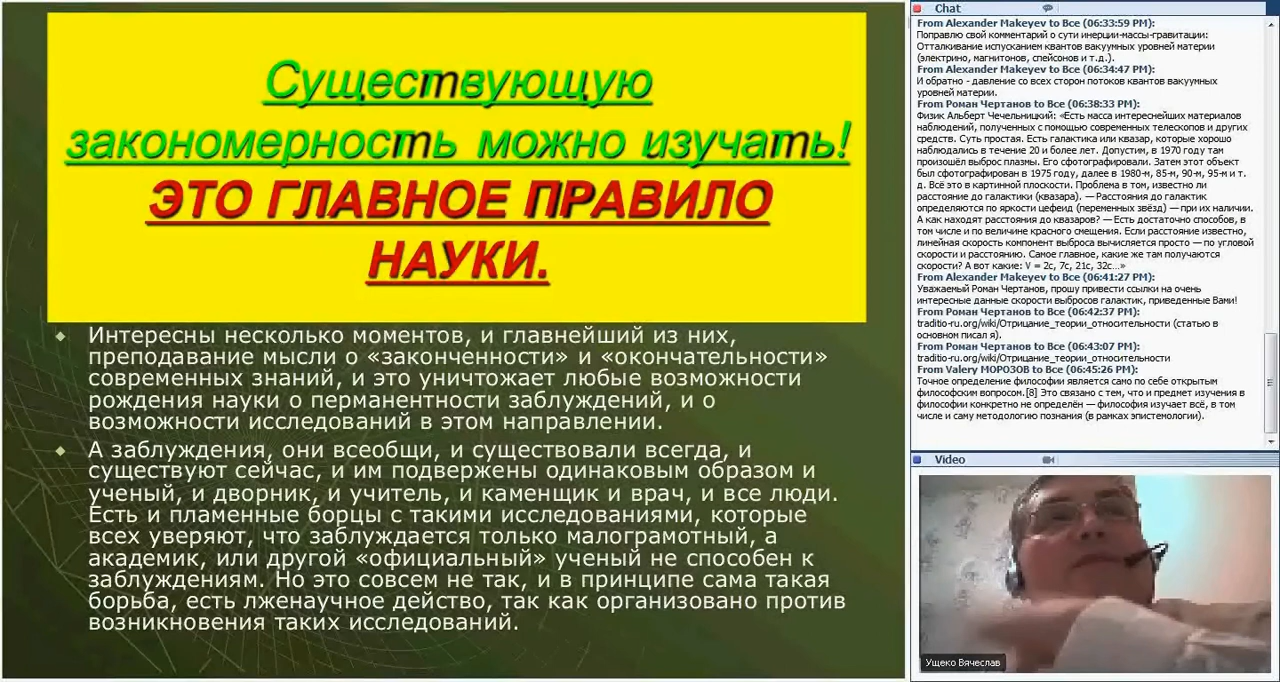 Существующую
закономерность можно изучать!
ЭТО ГЛАВНОЕ ПРАВИЛО
НАУКИ.
Интересны несколько моментов, и главнейший из них,
преподавание мысли о «законченности» и «окончательности»
современных знаний, и это уничтожает любые возможности
рождения науки о перманентности заблуждений, и о
возможности исследований в этом направлении.
А заблуждения, они всеобщи, и существовали всегда, и
существуют сейчас, и им подвержены одинаковым образом и
ученый, и дворник, и учитель, и каменщик и врач, и все люди.
Есть и пламенные борцы с такими исследованиями, которые
всех уверяют, что заблуждается только малограмотный, а
академик, или другой «официальный» ученый не способен к
заблуждениям. Но это совсем не так, и в принципе сама такая
борьба, есть лженаучное действо, так как организовано против
возникновения таких исследований.
Chat
From Alexander Makeyev to Все (06:33:59 PM):
Поправлю свой комментарий о сути инерции-массы-гравитации:
Отталкивание испусканием квантов вакуумных уровней материи
(электрино, магнитонов, спейсонов и т.д.).
From Alexander Makeyev to Все (06:34:47 PM):
И обратно - давление со всех сторон потоков квантов вакуумных
уровней материи.
From Роман Чертанов to Все (06:38:33 PM):
Физик Альберт Чечельницкий: «Есть масса интереснейших материалов
наблюдений, полученных с помощью современных телескопов и других
средств. Суть простая. Есть галактика или квазар, которые хорошо
наблюдались в течение 20 и более лет. Допустим, в 1970 году там
произошёл выброс плазмы. Его сфотографировали. Затем этот объект
был сфотографирован в 1975 году, далее в 1980-м, 85-м, 90-м, 95-м и т.
д. Всё это в картинной плоскости. Проблема в том, известно ли
расстояние до галактики (квазара). — Расстояния до галактик
определяются по яркости цефеид (переменных звёзд) — при их наличии.
А как находят расстояния до квазаров? — Есть достаточно способов, в
том числе и по величине красного смещения. Если расстояние известно,
линейная скорость компонент выброса вычисляется просто — по угловой
скорости и расстоянию. Самое главное, какие же там получаются
скорости? А вот какие: V = 2c, 7c, 21c, 32c...»
From Alexander Makeyev to Все (06:41:27 PM):
Уважаемый Роман Чертанов, прошу привести ссылки на очень
интересные данные скорости выбросов галактик, приведенные Вами!
From Роман Чертанов to Все (06:42:37 PM):
traditio-ru.org/wiki/Отрицание_теории_относительности (статью в
основном писал я).
From Роман Чертанов to Все (06:43:07 PM):
traditio-ru.org/wiki/Отрицание_теории_относительности
From Valery МОРОЗОВ to Все (06:45:26 PM):
Точное определение философии является само по себе открытым
философским вопросом.[8] Это связано с тем, что и предмет изучения в
философии конкретно не определён — философия изучает всё, в том
числе и саму методологию познания (в рамках эпистемологии).
Video
Ущеко Вячеслав